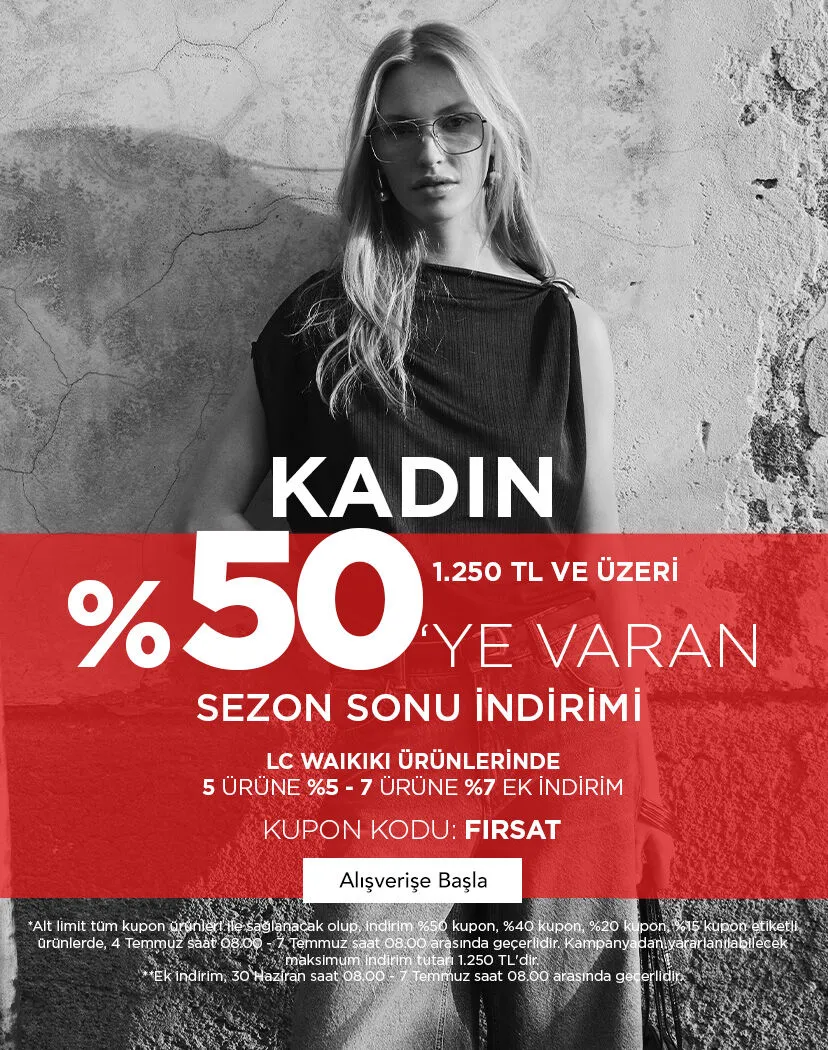 KADIN
%50'YE VARAN
1.250 TL VE ÜZERİ
SEZON SONU İNDİRİMİ
LC WAIKIKI ÜRÜNLERİNDE
5 ÜRÜNE %5 - 7 ÜRÜNE %7 EK İNDİRİM
KUPON KODU: FIRSAT
Alışverişe Başla
*Alt limit tüm kupon ürünleri ile sağlanacak olup, indirim %50 kupon, %40 kupon, %20 kupon, %15 kupon etiketli
ürünlerde, 4 Temmuz saat 08.00 - 7 Temmuz saat 08.00 arasında geçerlidir. Kampanyadan yararlanılabilecek
maksimum indirim tutarı 1.250 TL'dir.
**Ek indirim, 30 Haziran saat 08.00 - 7 Temmuz saat 08.00 arasında geçerlidir.